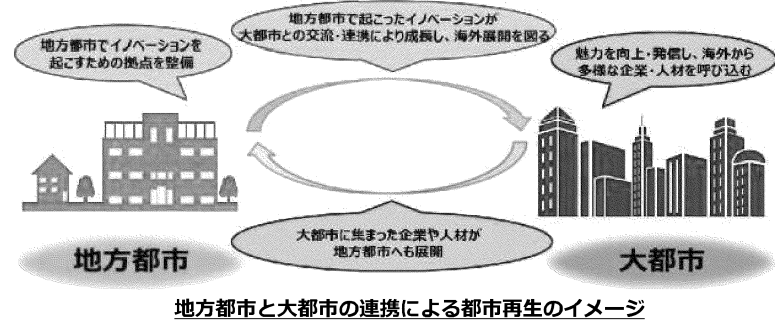 地方都市で起こったイノベーションが
大都市との交流・連携により成長し、海外展開を図る
地方都市でイノベーションを
起こすための拠点を整備
魅力を向上・発信し、海外から
多様な企業・人材を呼び込む
大都市に集まった企業や人材が
地方都市へも展開
地方都市
大都市
地方都市と大都市の連携による都市再生のイメージ